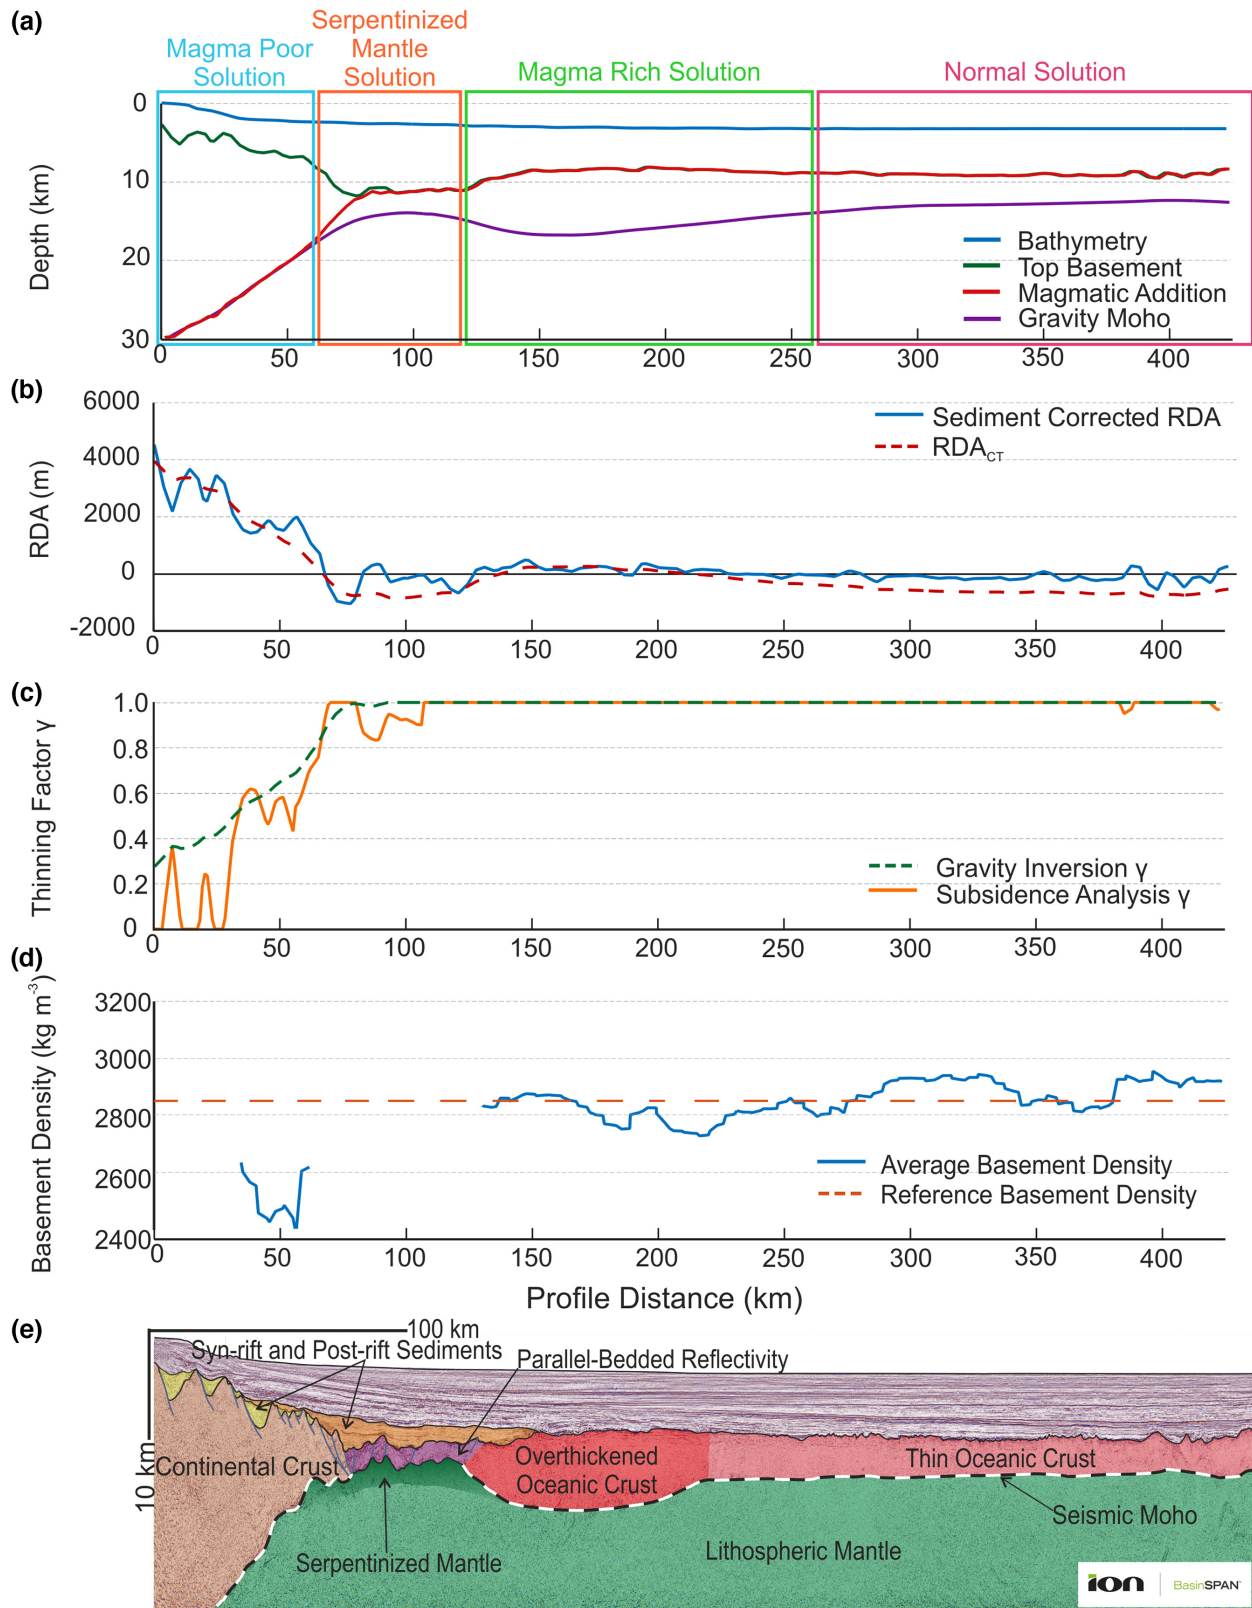 (a)
Magma Poor
Solution
Serpentinized
Mantle
Solution
Magma Rich Solution
Normal Solution
0
10
20
30
Depth (km)
Bathymetry
Top Basement
Magmatic Addition
Gravity Moho
0 50 100 150 200 250 300 350 400
(b)
6000
4000
2000
0
-2000
RDA (m)
Sediment Corrected RDA
RDACT
0 50 100 150 200 250 300 350 400
(c)
1.0
0.8
0.6
0.4
0.2
0
Thinning Factor γ
Gravity Inversion γ
Subsidence Analysis γ
0 50 100 150 200 250 300 350 400
(d)
3200
3000
2800
2600
2400
Basement Density (kg m-3)
Average Basement Density
Reference Basement Density
0 50 100 150 200 250 300 350 400
Profile Distance (km)
(e)
100 km
10 km
Syn-rift and Post-rift Sediments
Parallel-Bedded Reflectivity
Continental Crust
Overthickened
Oceanic Crust
Thin Oceanic Crust
Seismic Moho
Serpentinized Mantle
Lithospheric Mantle
ion
BasinSPAN